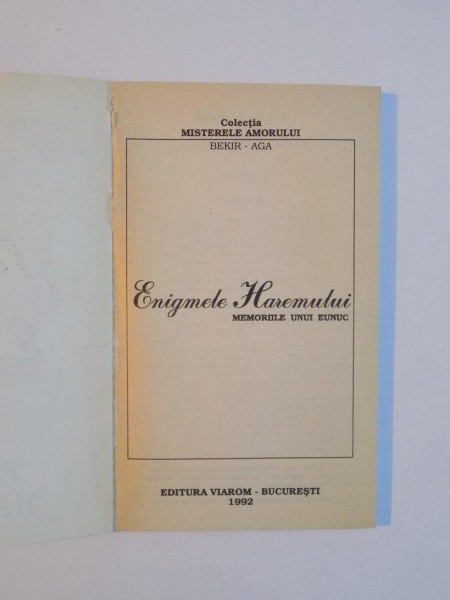 Colecția
MISTERELE AMORULUI
BEKIR - AGA
Enigmele Haremului
MEMORIILE UNUI EUNUC
EDITURA VIAROM - BUCUREȘTI
1992